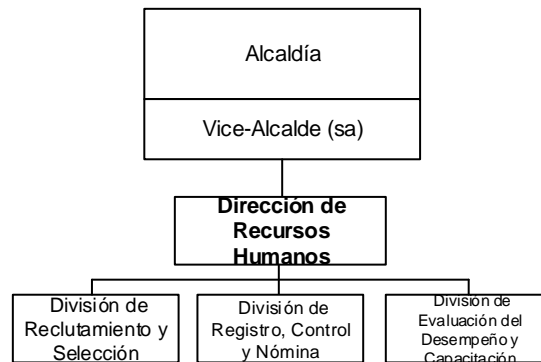 Alcaldía
Vice-Alcalde (sa)
Dirección de
Recursos
Humanos
División de
Reclutamiento y
Selección
División de
Registro, Control
y Nómina
División de
Evaluación del
Desempeño y
Capacitación